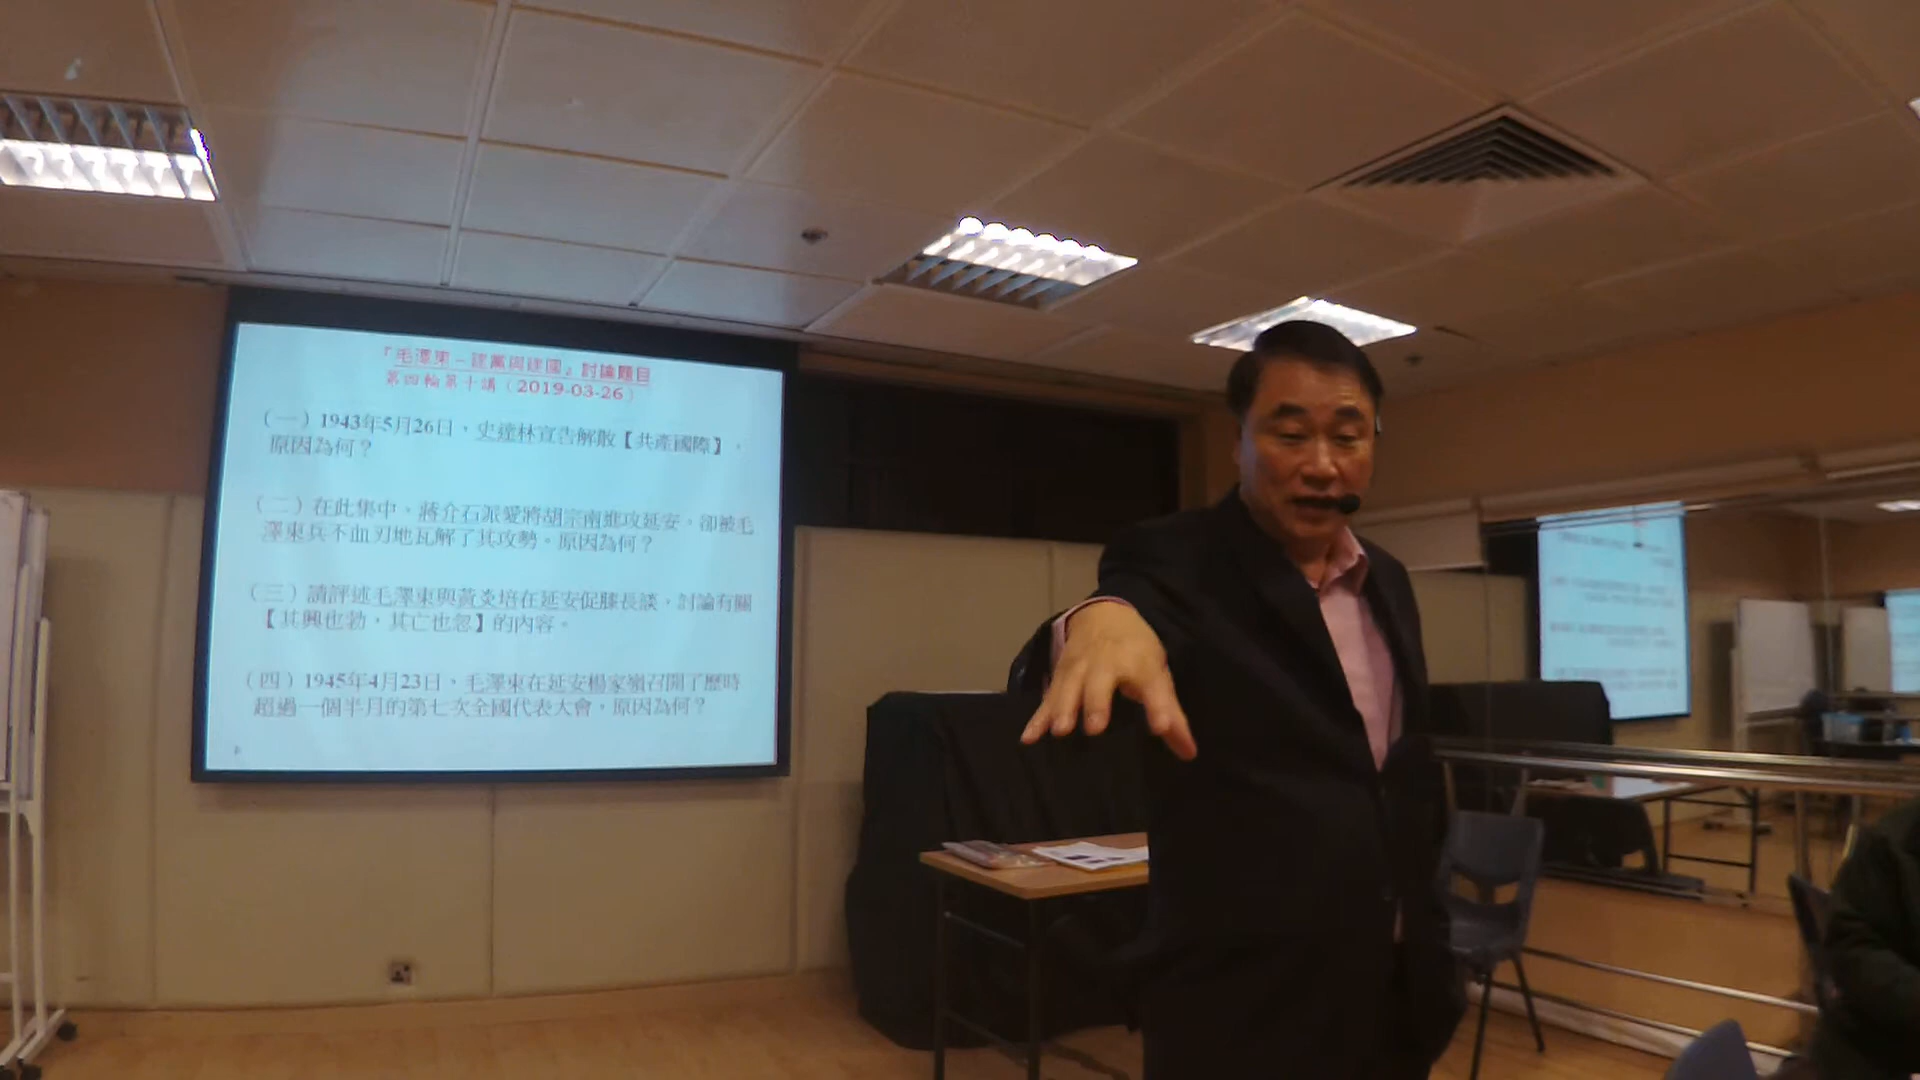 『毛澤東－建黨與建國』討論題目
第四輪第十講（2019-03-26）
（一）1943年5月26日，史達林宣告解散【共產國際】，
原因為何？
（二）在此集中，蔣介石派愛將胡宗南進攻延安，卻被毛
澤東兵不血刃地瓦解了其攻勢。原因為何？
（三）請評述毛澤東與黃炎培在延安促膝長談，討論有關
【其興也勃，其亡也忽】的內容。
（四）1945年4月23日，毛澤東在延安楊家嶺召開了歷時
超過一個半月的第七次全國代表大會，原因為何？